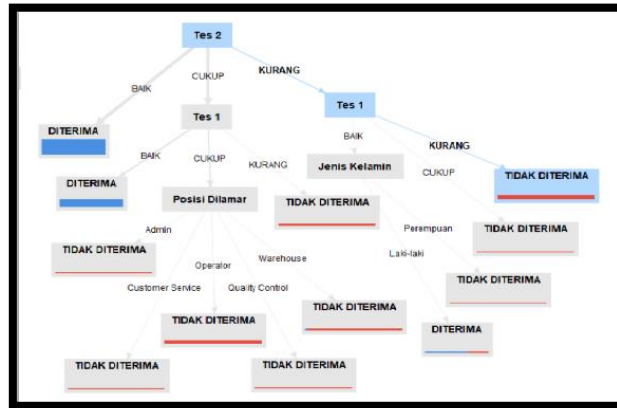 Tes 2
BAIK
CUKUP
KURANG
DITERIMA
Tes 1
Tes 1
BAIK
CUKUP
KURANG
BAIK
CUKUP
KURANG
DITERIMA
Posisi Dilamar
TIDAK DITERIMA
Jenis Kelamin
TIDAK DITERIMA
Admin
Customer Service
Operator
Quality Control
Warehouse
Laki-laki
Perempuan
TIDAK DITERIMA
TIDAK DITERIMA
TIDAK DITERIMA
TIDAK DITERIMA
TIDAK DITERIMA
TIDAK DITERIMA
DITERIMA
TIDAK DITERIMA
TIDAK DITERIMA